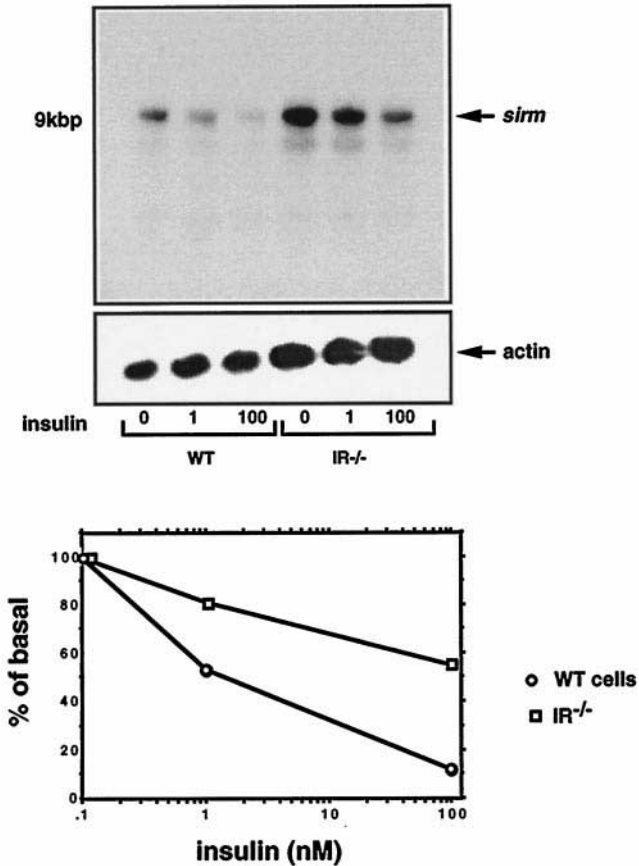 9kbp
sirm
actin
insulin 0 1 100 0 1 100
WT IR-/-
100
80
60
40
20
0
% of basal
.1 1 10 100
insulin (nM)
WT cells
IR-/-